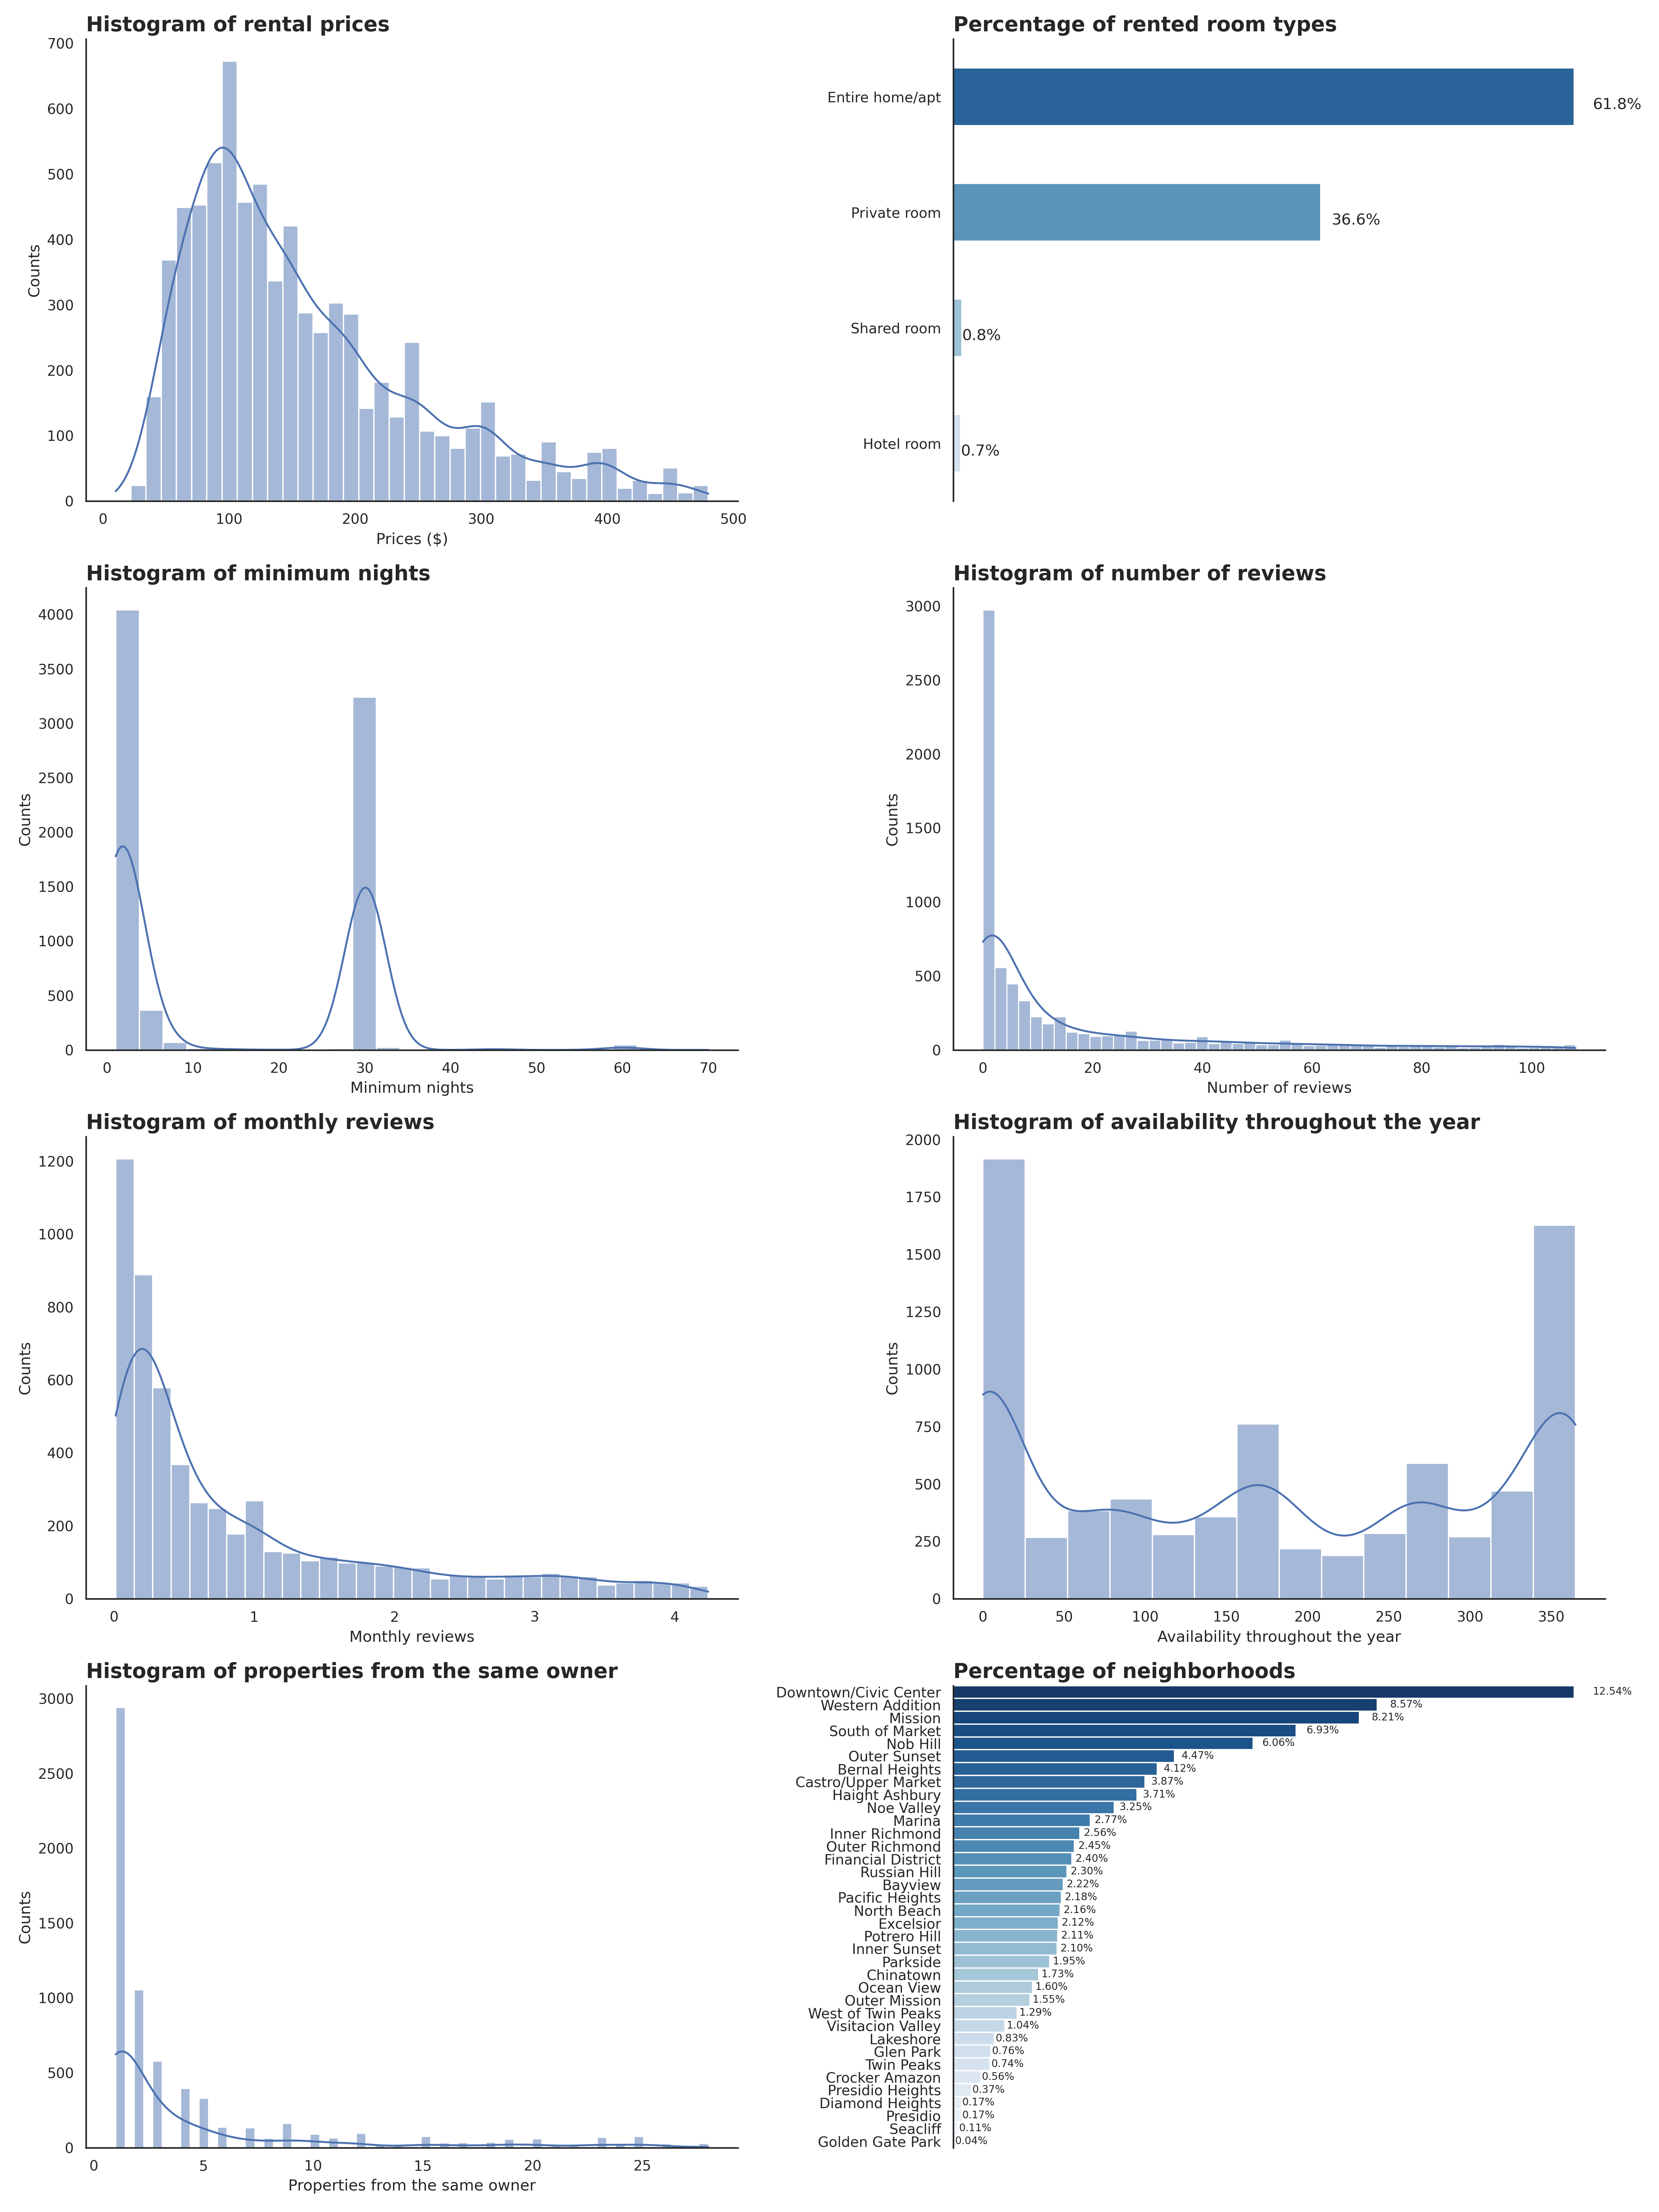 Histogram of rental prices
700
600
500
400
300
200
100
0
Counts
0 100 200 300 400 500
Prices ($)
Percentage of rented room types
Entire home/apt 61.8%
Private room 36.6%
Shared room 0.8%
Hotel room 0.7%
Histogram of minimum nights
4000
3500
3000
2500
2000
1500
1000
500
0
Counts
0 10 20 30 40 50 60 70
Minimum nights
Histogram of number of reviews
3000
2500
2000
1500
1000
500
0
Counts
0 20 40 60 80 100
Number of reviews
Histogram of monthly reviews
1200
1000
800
600
400
200
0
Counts
0 1 2 3 4
Monthly reviews
Histogram of availability throughout the year
2000
1750
1500
1250
1000
750
500
250
0
Counts
0 50 100 150 200 250 300 350
Availability throughout the year
Histogram of properties from the same owner
3000
2500
2000
1500
1000
500
0
Counts
0 5 10 15 20 25
Properties from the same owner
Percentage of neighborhoods
Downtown/Civic Center 12.54%
Western Addition 8.57%
Mission 8.21%
South of Market 6.93%
Nob Hill 6.06%
Outer Sunset 4.47%
Bernal Heights 4.12%
Castro/Upper Market 3.87%
Haight Ashbury 3.71%
Noe Valley 3.25%
Marina 2.77%
Inner Richmond 2.56%
Outer Richmond 2.45%
Financial District 2.40%
Russian Hill 2.30%
Bayview 2.22%
Pacific Heights 2.18%
North Beach 2.16%
Excelsior 2.12%
Potrero Hill 2.11%
Inner Sunset 2.10%
Parkside 1.95%
Chinatown 1.73%
Ocean View 1.60%
Outer Mission 1.55%
West of Twin Peaks 1.29%
Visitacion Valley 1.04%
Lakeshore 0.83%
Glen Park 0.76%
Twin Peaks 0.74%
Crocker Amazon 0.56%
Presidio Heights 0.37%
Diamond Heights 0.17%
Presidio 0.17%
Seacliff 0.11%
Golden Gate Park 0.04%